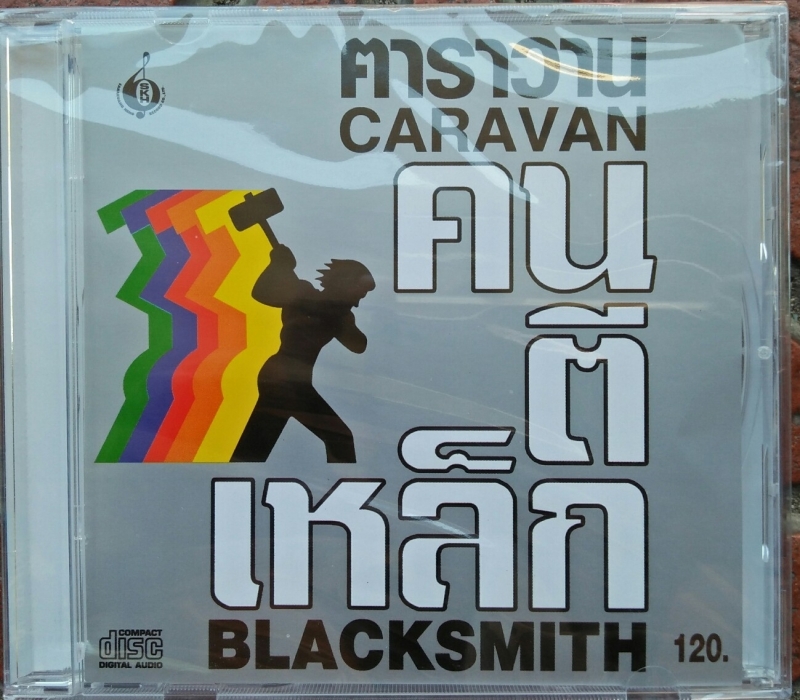 คาราวาน
CARAVAN
คน
ตี
เหล็ก
BLACKSMITH
120.
COMPACT
disc
DIGITAL AUDIO